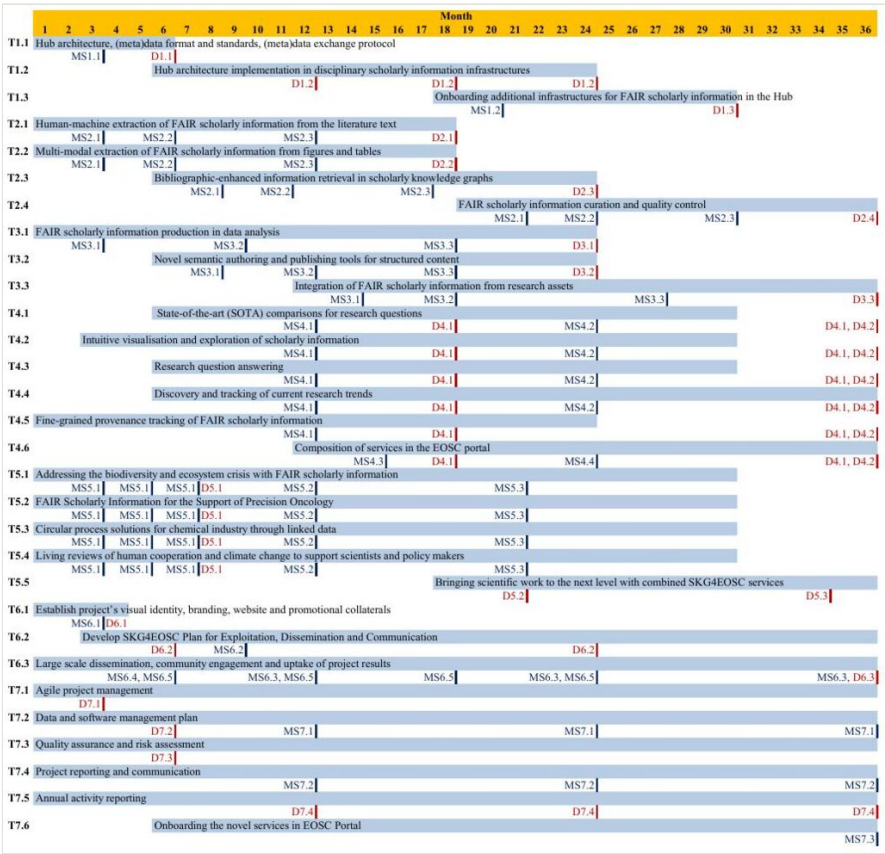 Month
1 2 3 4 5 6 7 8 9 10 11 12 13 14 15 16 17 18 19 20 21 22 23 24 25 26 27 28 29 30 31 32 33 34 35 36
T1.1 Hub architecture, (meta)data format and standards, (meta)data exchange protocol
MS1.1 D1.1
T1.2 Hub architecture implementation in disciplinary scholarly information infrastructures
D1.2 D1.2 D1.2
T1.3 Onboarding additional infrastructures for FAIR scholarly information in the Hub
MS1.2 D1.3
T2.1 Human-machine extraction of FAIR scholarly information from the literature text
MS2.1 MS2.2 MS2.3 D2.1
T2.2 Multi-modal extraction of FAIR scholarly information from figures and tables
MS2.1 MS2.2 MS2.3 D2.2
T2.3 Bibliographic-enhanced information retrieval in scholarly knowledge graphs
MS2.1 MS2.2 MS2.3 D2.3
T2.4 FAIR scholarly information curation and quality control
MS2.1 MS2.2 MS2.3 D2.4
T3.1 FAIR scholarly information production in data analysis
MS3.1 MS3.2 MS3.3 D3.1
T3.2 Novel semantic authoring and publishing tools for structured content
MS3.1 MS3.2 MS3.3 D3.2
T3.3 Integration of FAIR scholarly information from research assets
MS3.1 MS3.2 MS3.3 D3.3
T4.1 State-of-the-art (SOTA) comparisons for research questions
MS4.1 D4.1 MS4.2 D4.1, D4.2
T4.2 Intuitive visualisation and exploration of scholarly information
MS4.1 D4.1 MS4.2 D4.1, D4.2
T4.3 Research question answering
MS4.1 D4.1 MS4.2 D4.1, D4.2
T4.4 Discovery and tracking of current research trends
MS4.1 D4.1 MS4.2 D4.1, D4.2
T4.5 Fine-grained provenance tracking of FAIR scholarly information
MS4.1 D4.1 D4.1, D4.2
T4.6 Composition of services in the EOSC portal
MS4.3 D4.1 MS4.4 D4.1, D4.2
T5.1 Addressing the biodiversity and ecosystem crisis with FAIR scholarly information
MS5.1 MS5.1 MS5.1 D5.1 MS5.2 MS5.3
T5.2 FAIR Scholarly Information for the Support of Precision Oncology
MS5.1 MS5.1 MS5.1 D5.1 MS5.2 MS5.3
T5.3 Circular process solutions for chemical industry through linked data
MS5.1 MS5.1 MS5.1 D5.1 MS5.2 MS5.3
T5.4 Living reviews of human cooperation and climate change to support scientists and policy makers
MS5.1 MS5.1 MS5.1 D5.1 MS5.2 MS5.3
T5.5 Bringing scientific work to the next level with combined SKG4EOSC services
D5.2 D5.3
T6.1 Establish project's visual identity, branding, website and promotional collaterals
MS6.1 D6.1
T6.2 Develop SKG4EOSC Plan for Exploitation, Dissemination and Communication
D6.2 MS6.2 D6.2
T6.3 Large scale dissemination, community engagement and uptake of project results
MS6.4, MS6.5 MS6.3, MS6.5 MS6.5 MS6.3, MS6.5 MS6.3, D6.3
T7.1 Agile project management
D7.1
T7.2 Data and software management plan
D7.2 MS7.1 MS7.1 MS7.1
T7.3 Quality assurance and risk assessment
D7.3
T7.4 Project reporting and communication
MS7.2 MS7.2 MS7.2
T7.5 Annual activity reporting
D7.4 D7.4 D7.4
T7.6 Onboarding the novel services in EOSC Portal
MS7.3